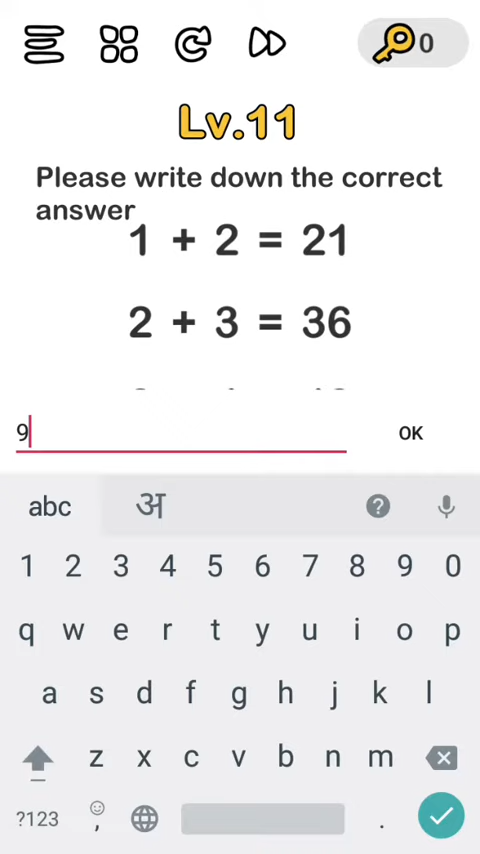 0
Lv.11
Please write down the correct
answer
1 + 2 = 21
2 + 3 = 36
9
OK
abc
अ
?
1 2 3 4 5 6 7 8 9 0
q w e r t y u i o p
a s d f g h j k l
z x c v b n m
?123 , .